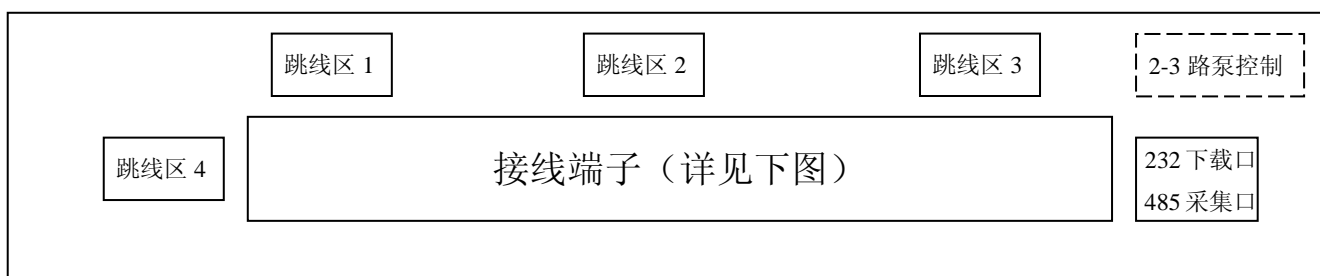 跳线区 1
跳线区 2
跳线区 3
2-3 路泵控制
跳线区 4
接线端子（详见下图）
232 下载口
485 采集口